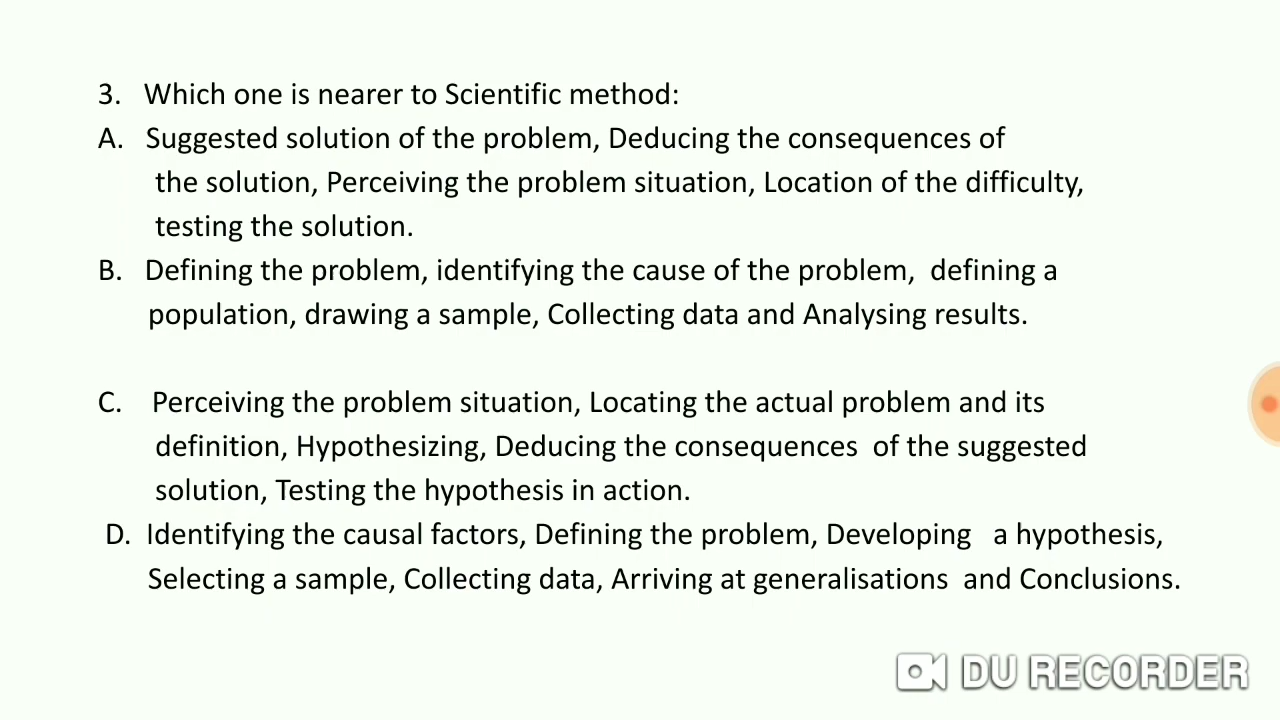 3. Which one is nearer to Scientific method:
A. Suggested solution of the problem, Deducing the consequences of
the solution, Perceiving the problem situation, Location of the difficulty,
testing the solution.
B. Defining the problem, identifying the cause of the problem, defining a
population, drawing a sample, Collecting data and Analysing results.
C. Perceiving the problem situation, Locating the actual problem and its
definition, Hypothesizing, Deducing the consequences of the suggested
solution, Testing the hypothesis in action.
D. Identifying the causal factors, Defining the problem, Developing a hypothesis,
Selecting a sample, Collecting data, Arriving at generalisations and Conclusions.
DU RECORDER